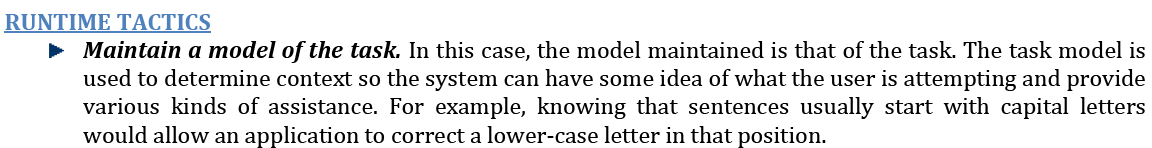 RUNTIME TACTICS
Maintain a model of the task. In this case, the model maintained is that of the task. The task model is
used to determine context so the system can have some idea of what the user is attempting and provide
various kinds of assistance. For example, knowing that sentences usually start with capital letters
would allow an application to correct a lower-case letter in that position.